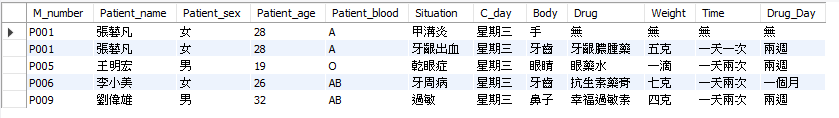 M_number Patient_name Patient_sex Patient_age Patient_blood Situation C_day Body Drug Weight Time Drug_Day
P001 張瞽凡 女 28 A 甲溝炎 星期三 手 無 無 無 無
P001 張瞽凡 女 28 A 牙齦出血 星期三 牙齒 牙齦膿腫藥 五克 一天一次 兩週
P005 王明宏 男 19 O 乾眼症 星期三 眼睛 眼藥水 一滴 一天兩次 兩週
P006 李小美 女 26 AB 牙周病 星期三 牙齒 抗生素藥膏 七克 一天兩次 一個月
P009 劉偉雄 男 32 AB 過敏 星期三 鼻子 幸福過敏素 四克 一天兩次 兩週